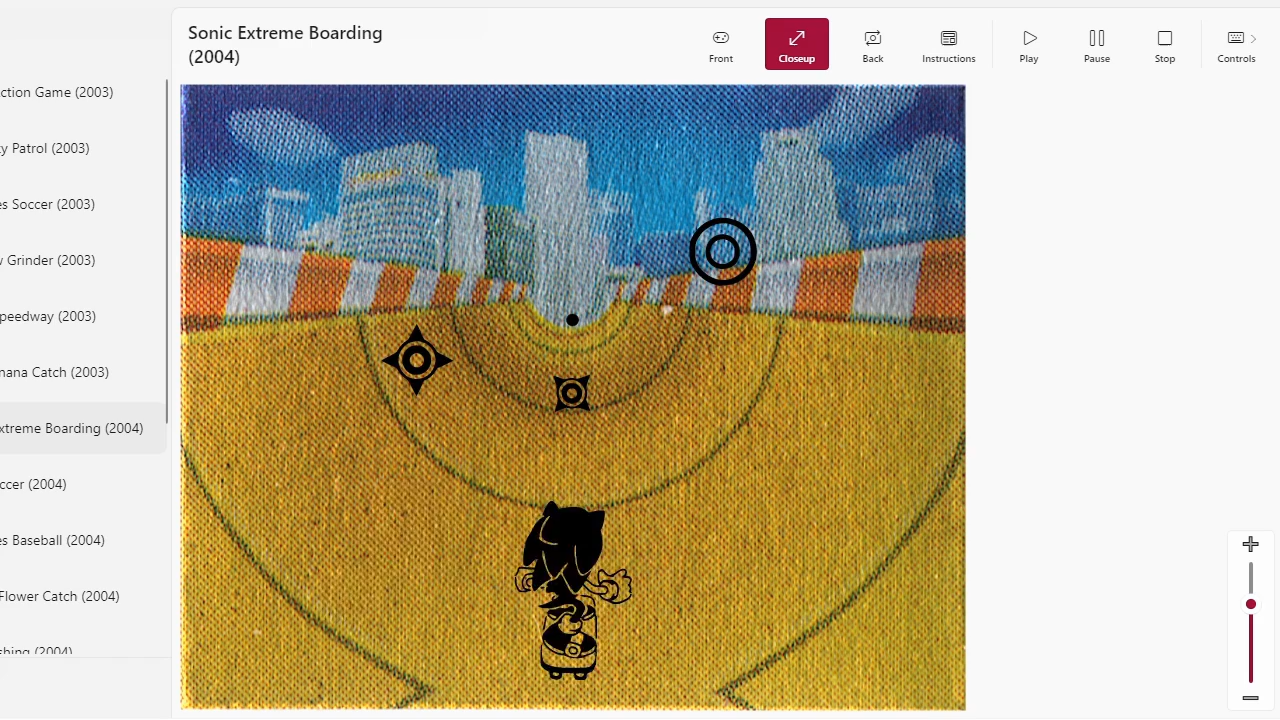 Sonic Extreme Boarding
(2004)
Front
Closeup
Back
Instructions
Play
Pause
Stop
Controls
ction Game (2003)
y Patrol (2003)
es Soccer (2003)
v Grinder (2003)
peedway (2003)
nana Catch (2003)
xtreme Boarding (2004)
ccer (2004)
es Baseball (2004)
Flower Catch (2004)
shing (2004)